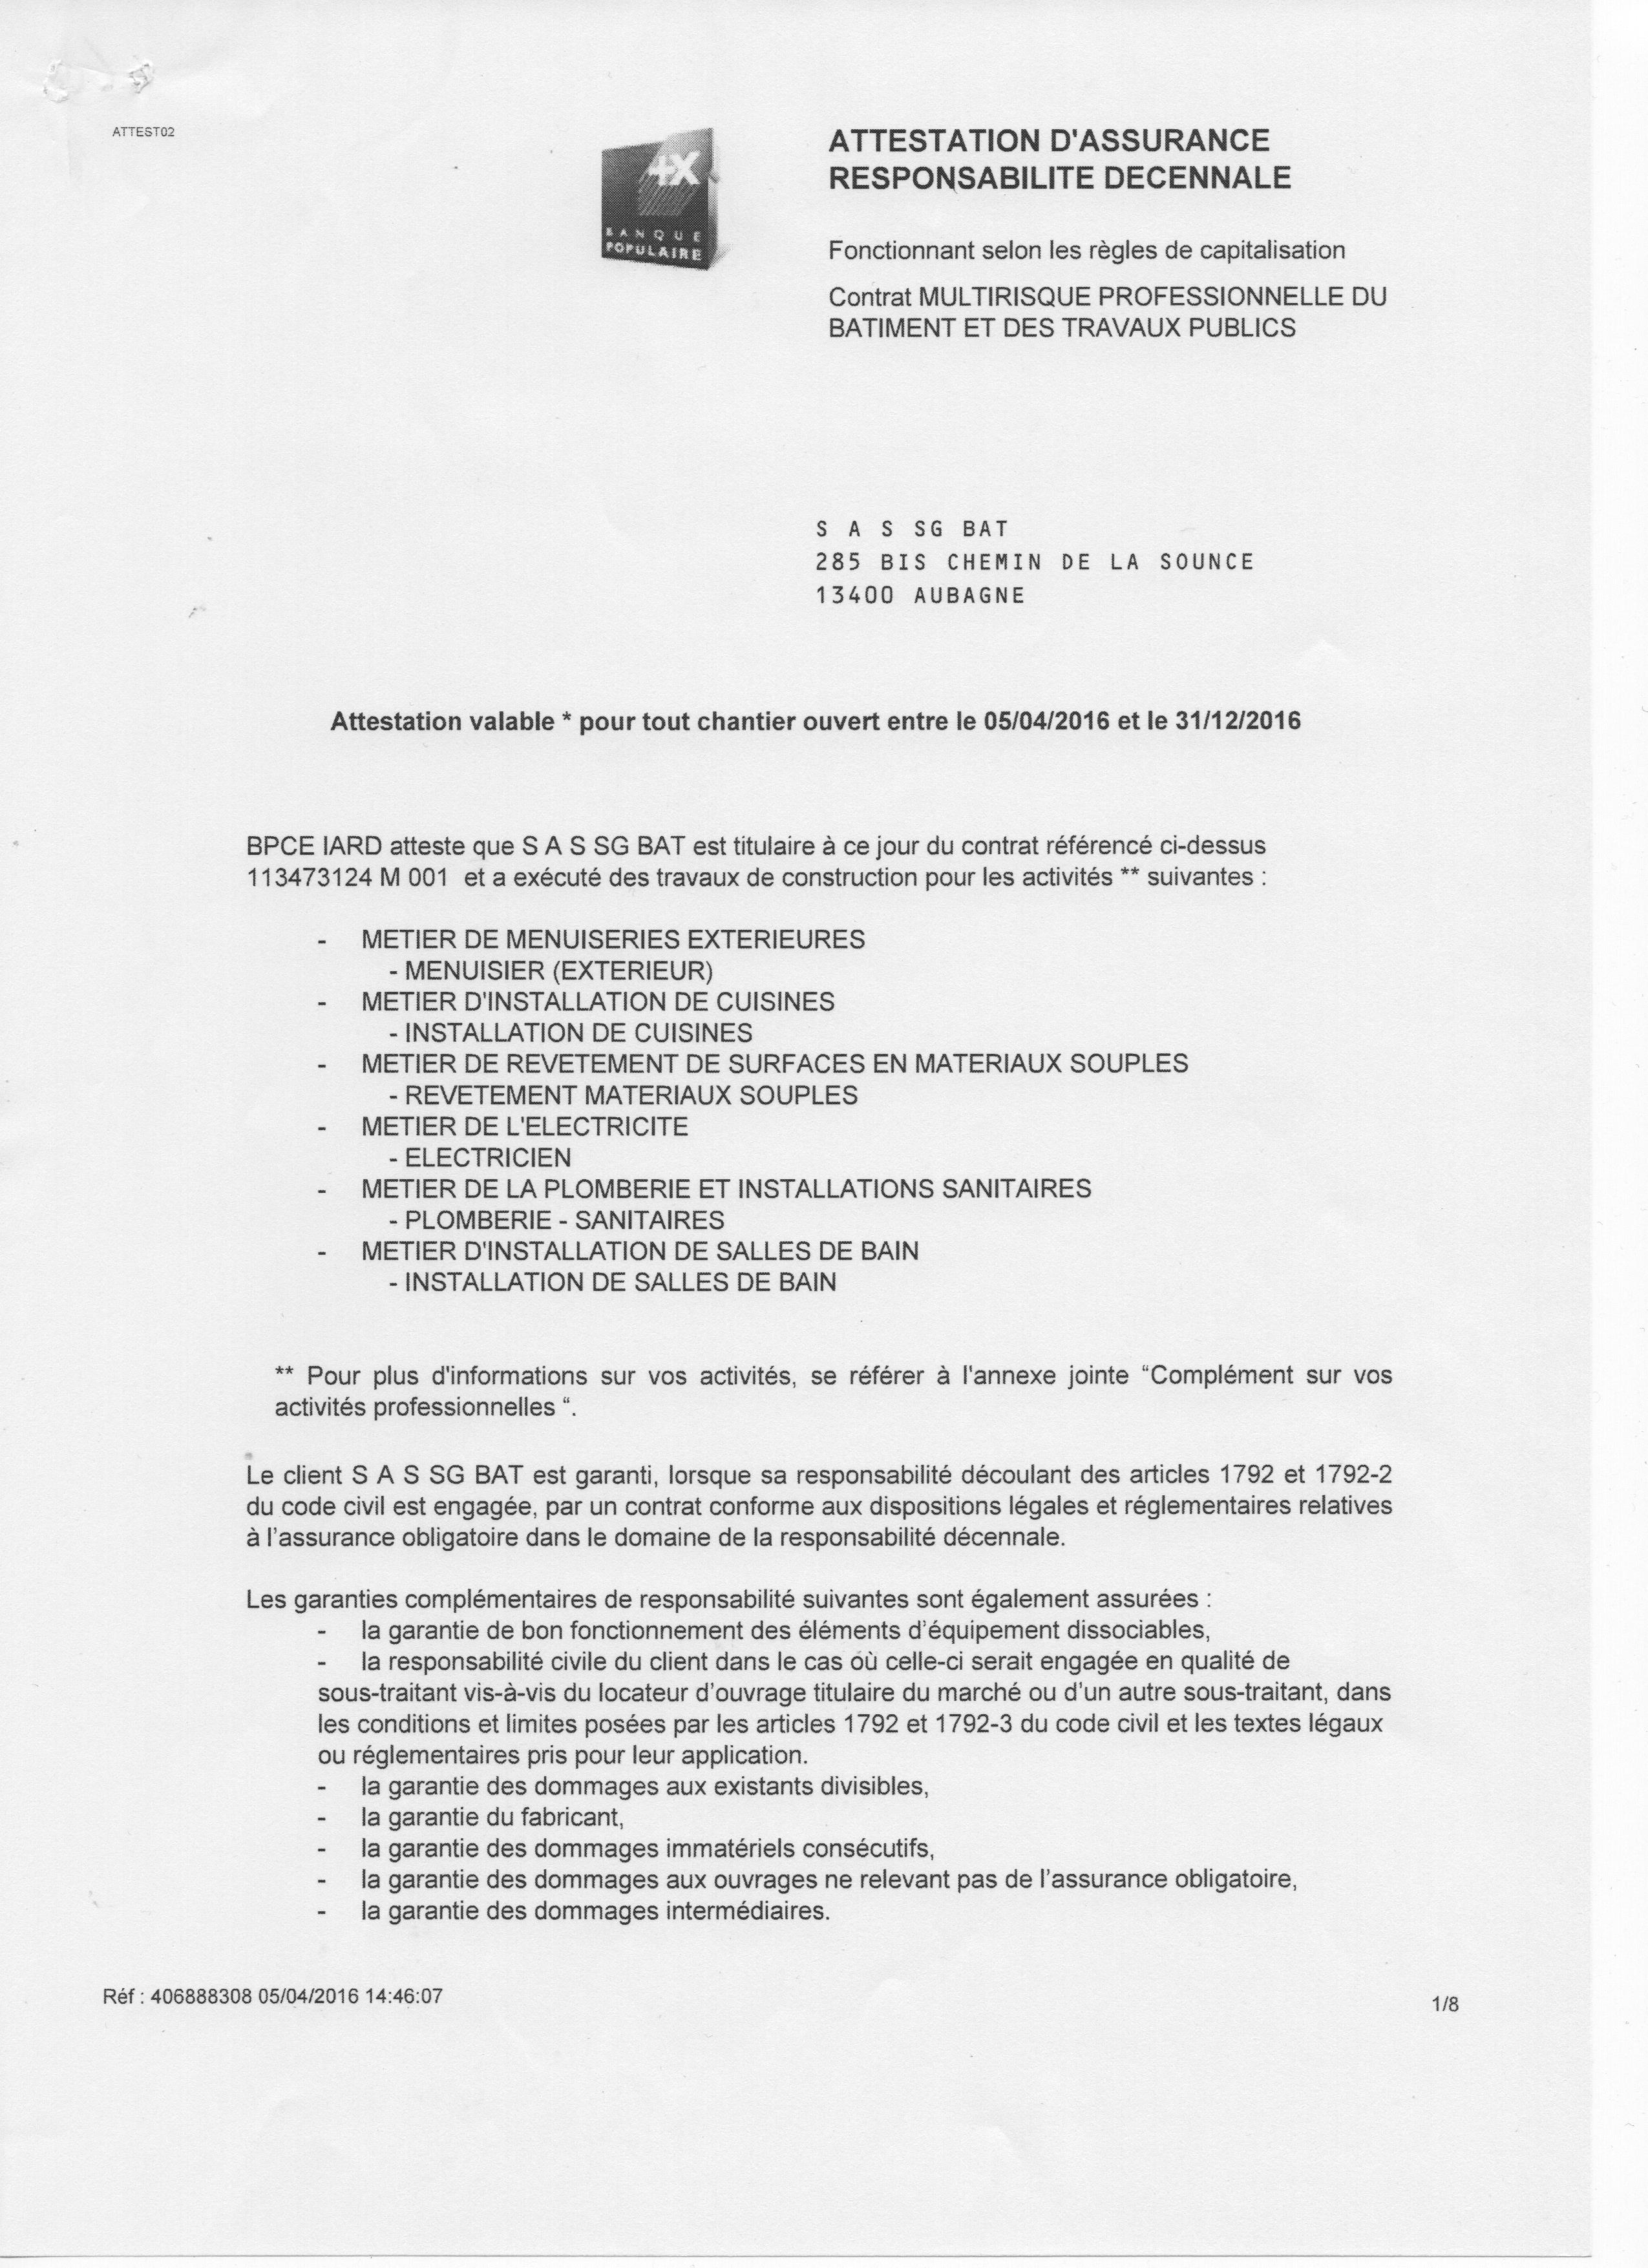 ATTEST02
+X
BANQUE
POPULAIRE
ATTESTATION D'ASSURANCE
RESPONSABILITE DECENNALE
Fonctionnant selon les règles de capitalisation
Contrat MULTIRISQUE PROFESSIONNELLE DU
BATIMENT ET DES TRAVAUX PUBLICS
S A S SG BAT
285 BIS CHEMIN DE LA SOUNCE
13400 AUBAGNE
Attestation valable * pour tout chantier ouvert entre le 05/04/2016 et le 31/12/2016
BPCE IARD atteste que S A S SG BAT est titulaire à ce jour du contrat référencé ci-dessus
113473124 M 001 et a exécuté des travaux de construction pour les activités ** suivantes :
- METIER DE MENUISERIES EXTERIEURES
- MENUISIER (EXTERIEUR)
- METIER D'INSTALLATION DE CUISINES
- INSTALLATION DE CUISINES
- METIER DE REVETEMENT DE SURFACES EN MATERIAUX SOUPLES
- REVETEMENT MATERIAUX SOUPLES
- METIER DE L'ELECTRICITE
- ELECTRICIEN
- METIER DE LA PLOMBERIE ET INSTALLATIONS SANITAIRES
- PLOMBERIE - SANITAIRES
- METIER D'INSTALLATION DE SALLES DE BAIN
- INSTALLATION DE SALLES DE BAIN
** Pour plus d'informations sur vos activités, se référer à l'annexe jointe “Complément sur vos
activités professionnelles “.
Le client S A S SG BAT est garanti, lorsque sa responsabilité découlant des articles 1792 et 1792-2
du code civil est engagée, par un contrat conforme aux dispositions légales et réglementaires relatives
à l’assurance obligatoire dans le domaine de la responsabilité décennale.
Les garanties complémentaires de responsabilité suivantes sont également assurées :
- la garantie de bon fonctionnement des éléments d’équipement dissociables,
- la responsabilité civile du client dans le cas où celle-ci serait engagée en qualité de
sous-traitant vis-à-vis du locateur d’ouvrage titulaire du marché ou d’un autre sous-traitant, dans
les conditions et limites posées par les articles 1792 et 1792-3 du code civil et les textes légaux
ou réglementaires pris pour leur application.
- la garantie des dommages aux existants divisibles,
- la garantie du fabricant,
- la garantie des dommages immatériels consécutifs,
- la garantie des dommages aux ouvrages ne relevant pas de l’assurance obligatoire,
- la garantie des dommages intermédiaires.
Réf : 406888308 05/04/2016 14:46:07
1/8